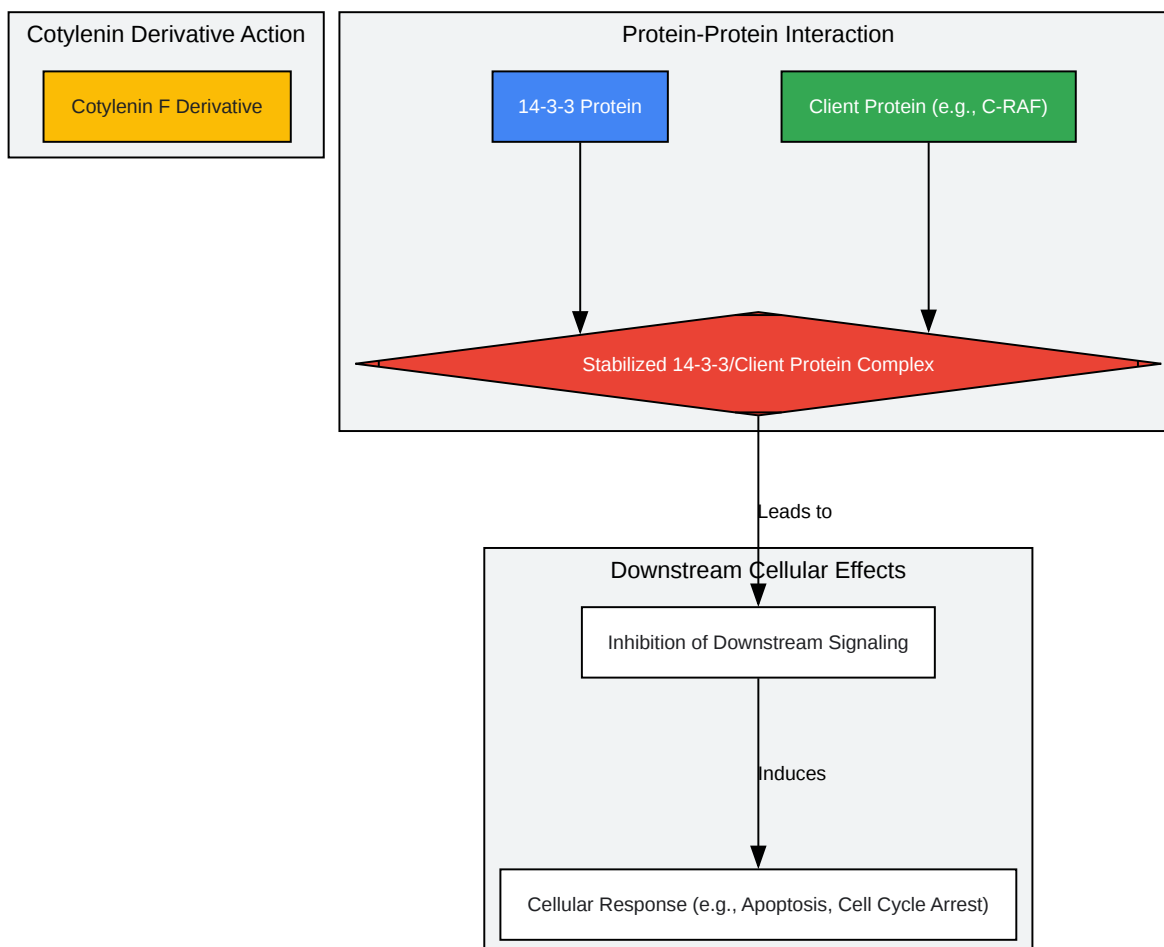 Cotylenin Derivative Action
Cotylenin F Derivative
Protein-Protein Interaction
14-3-3 Protein
Client Protein (e.g., C-RAF)
Stabilized 14-3-3/Client Protein Complex
Leads to
Downstream Cellular Effects
Inhibition of Downstream Signaling
Induces
Cellular Response (e.g., Apoptosis, Cell Cycle Arrest)